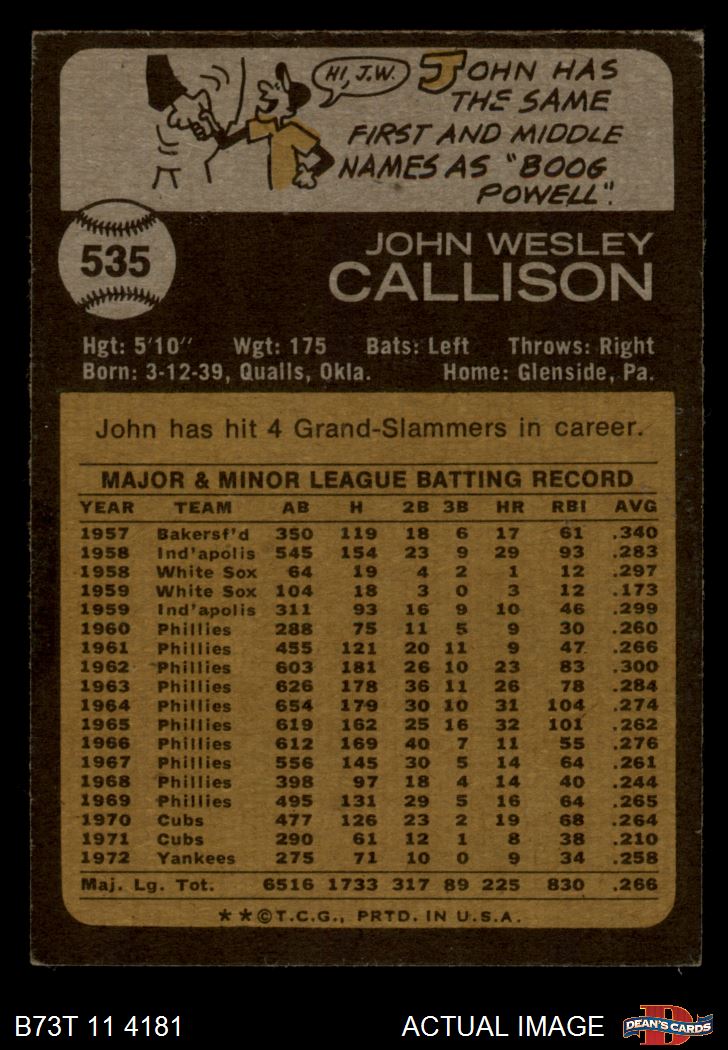 HI, J.W.
JOHN HAS
THE SAME
FIRST AND MIDDLE
NAMES AS "BOOG
POWELL".
535
JOHN WESLEY
CALLISON
Hgt: 5'10" Wgt: 175 Bats: Left Throws: Right
Born: 3-12-39, Qualls, Okla. Home: Glenside, Pa.
John has hit 4 Grand-Slammers in career.
MAJOR & MINOR LEAGUE BATTING RECORD
YEAR TEAM AB H 2B 3B HR RBI AVG
1957 Bakersf'd 350 119 18 6 17 61 .340
1958 Ind'apolis 545 154 23 9 29 93 .283
1958 White Sox 64 19 4 2 1 12 .297
1959 White Sox 104 18 3 0 3 12 .173
1959 Ind'apolis 311 93 16 9 10 46 .299
1960 Phillies 288 75 11 5 9 30 .260
1961 Phillies 455 121 20 11 9 47 .266
1962 Phillies 603 181 26 10 23 83 .300
1963 Phillies 626 178 36 11 26 78 .284
1964 Phillies 654 179 30 10 31 104 .274
1965 Phillies 619 162 25 16 32 101 .262
1966 Phillies 612 169 40 7 11 55 .276
1967 Phillies 556 145 30 5 14 64 .261
1968 Phillies 398 97 18 4 14 40 .244
1969 Phillies 495 131 29 5 16 64 .265
1970 Cubs 477 126 23 2 19 68 .264
1971 Cubs 290 61 12 1 8 38 .210
1972 Yankees 275 71 10 0 9 34 .258
Maj. Lg. Tot. 6516 1733 317 89 225 830 .266
**©T.C.G., PRTD. IN U.S.A.
B73T 11 4181 ACTUAL IMAGE D DEAN'S CARDS